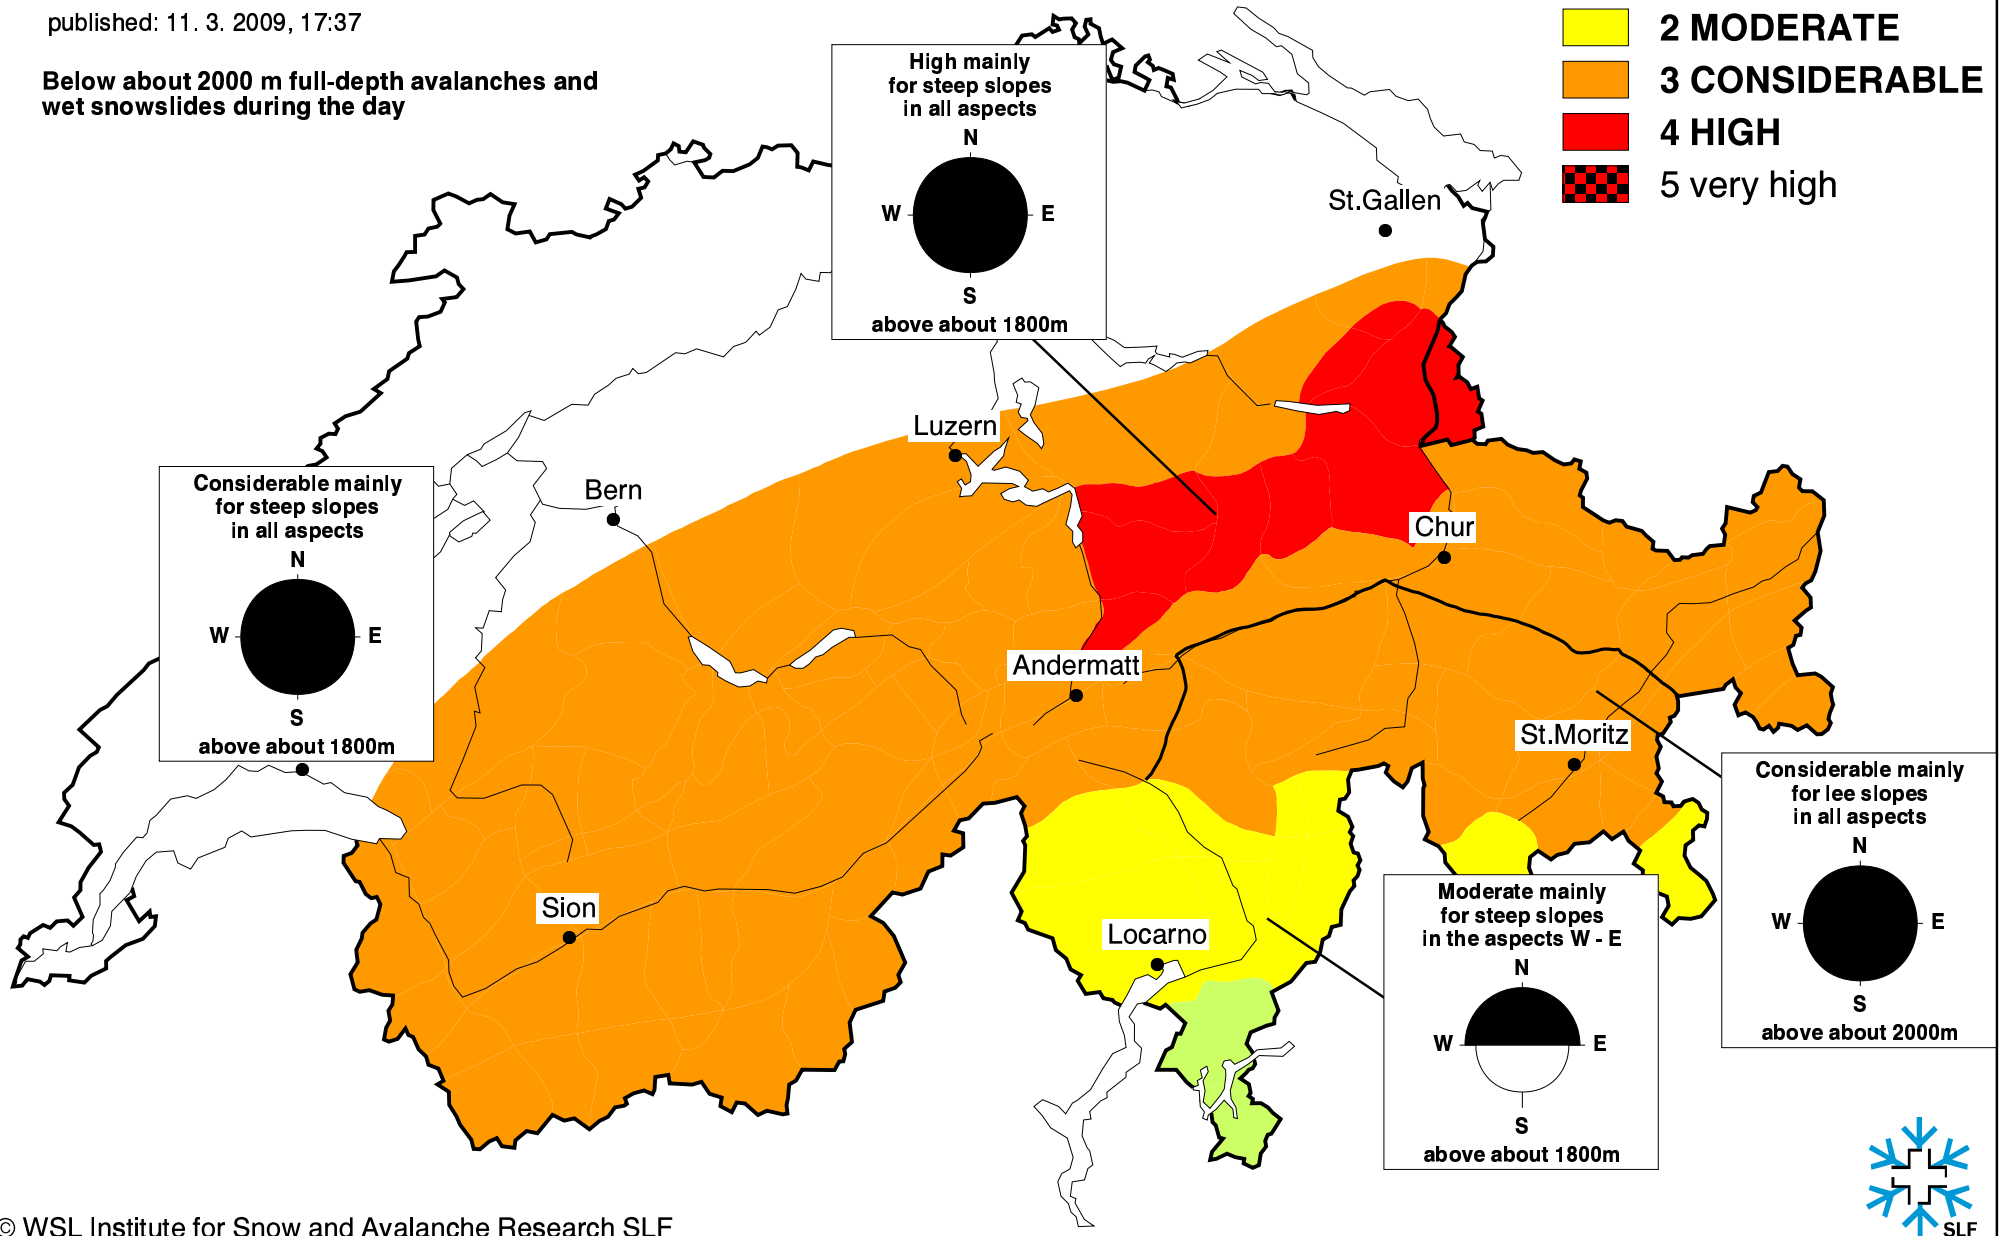 published: 11. 3. 2009, 17:37
Below about 2000 m full-depth avalanches and
wet snowslides during the day
2 MODERATE
3 CONSIDERABLE
4 HIGH
5 very high
High mainly
for steep slopes
in all aspects
N
W
E
S
above about 1800m
St.Gallen
Luzern
Bern
Considerable mainly
for steep slopes
in all aspects
N
W
E
S
above about 1800m
Chur
Andermatt
St.Moritz
Considerable mainly
for lee slopes
in all aspects
N
W
E
S
above about 2000m
Sion
Locarno
Moderate mainly
for steep slopes
in the aspects W - E
N
W
E
S
above about 1800m
© WSL Institute for Snow and Avalanche Research SLF
SLF